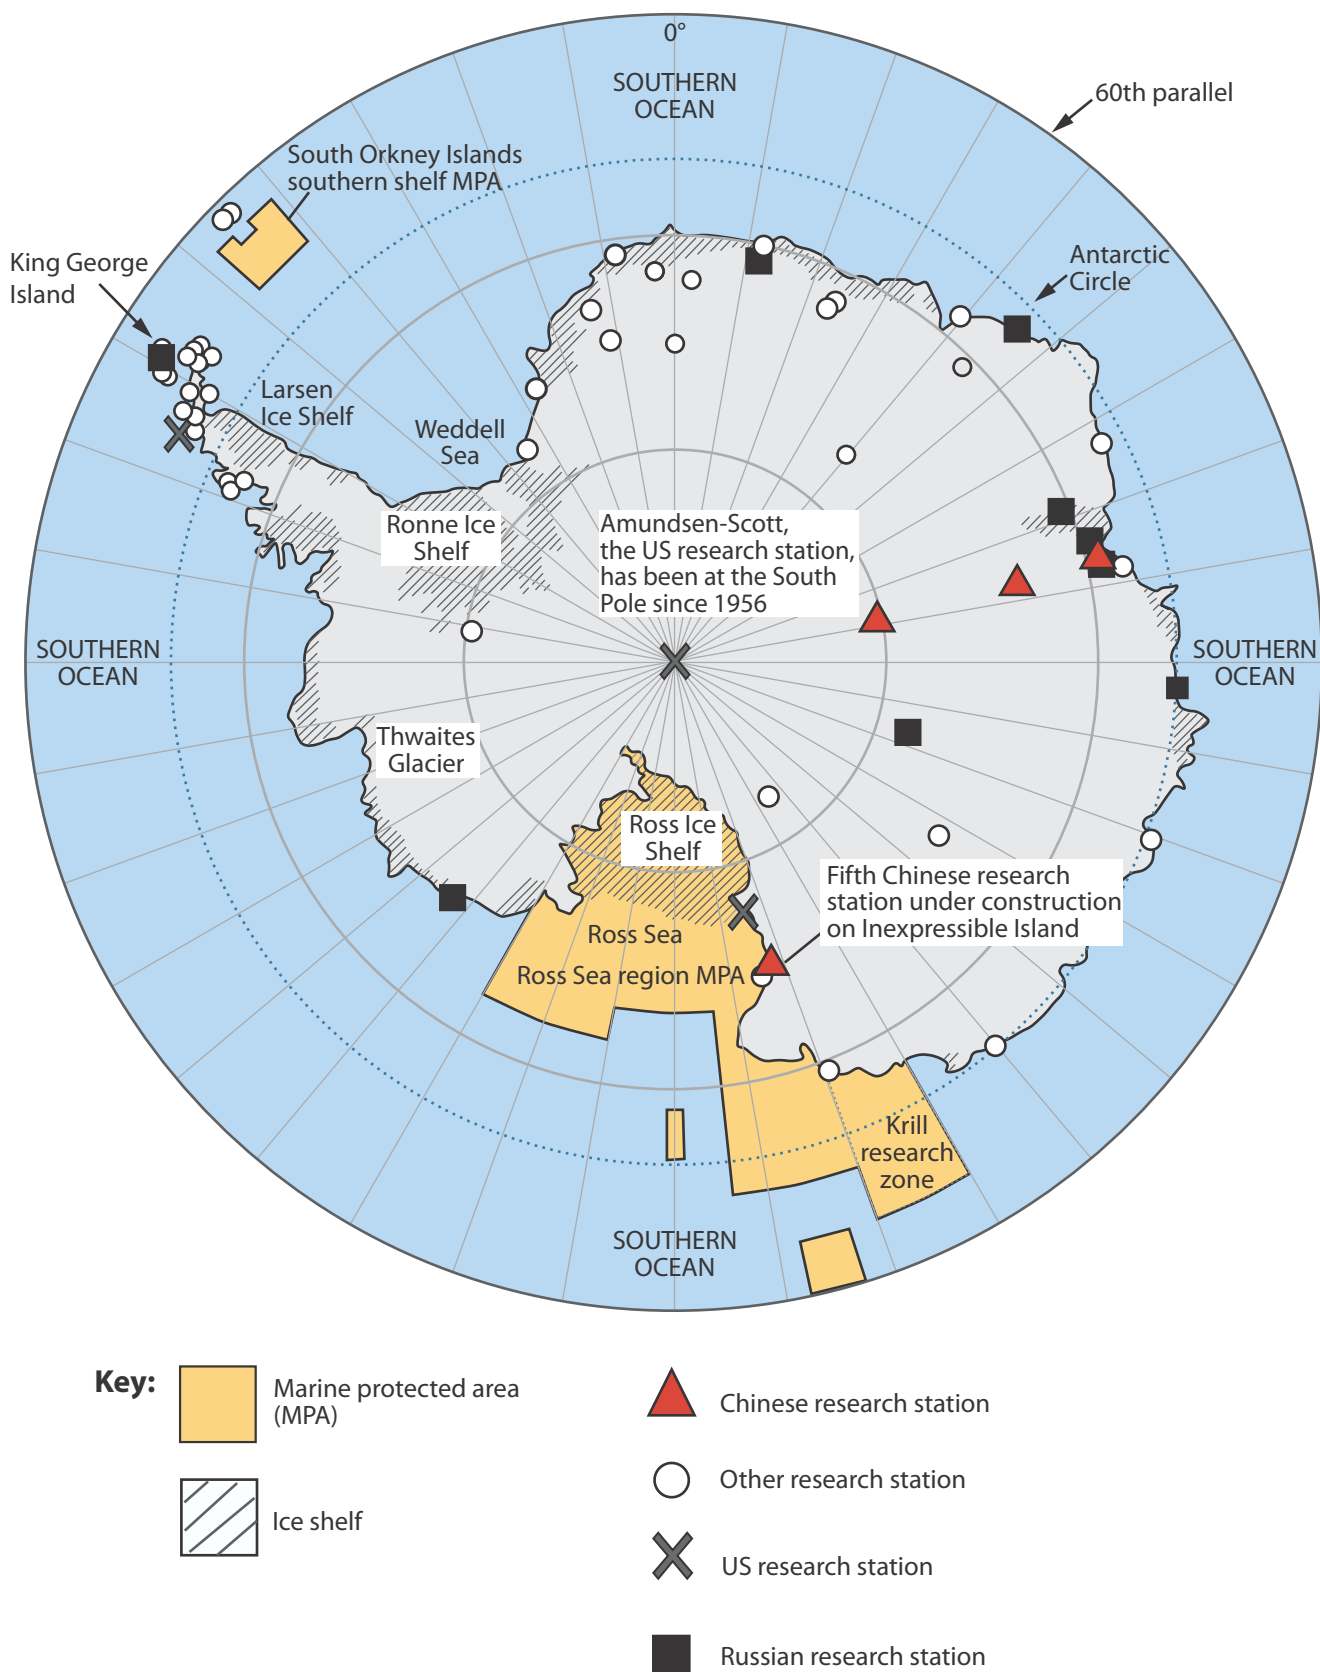 0°
SOUTHERN
OCEAN
60th parallel
South Orkney Islands
southern shelf MPA
King George
Island
Antarctic
Circle
Larsen
Ice Shelf
Weddell
Sea
Ronne Ice
Shelf
Amundsen-Scott,
the US research station,
has been at the South
Pole since 1956
SOUTHERN
OCEAN
SOUTHERN
OCEAN
Thwaites
Glacier
Ross Ice
Shelf
Fifth Chinese research
station under construction
on Inexpressible Island
Ross Sea
Ross Sea region MPA
Krill
research
zone
SOUTHERN
OCEAN
Key:
Marine protected area
(MPA)
Ice shelf
Chinese research station
Other research station
US research station
Russian research station